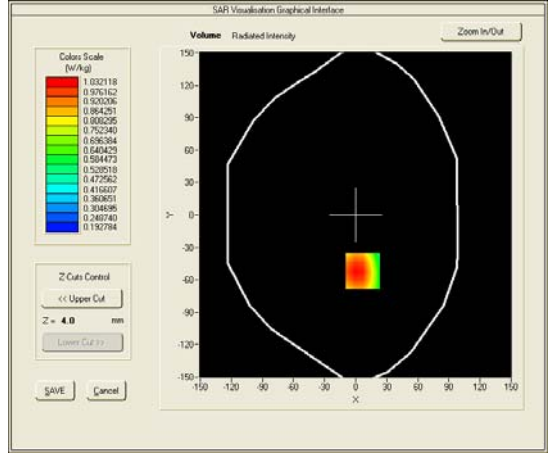 SAR Visualisation Graphical Interface
Volume Radiated Intensity
Zoom In/Out
Colors Scale
(W/kg)
1.032118
0.976162
0.920206
0.864251
0.808295
0.752340
0.696384
0.640429
0.584473
0.528518
0.472562
0.416607
0.360651
0.304695
0.248740
0.192784
Z-Cuts Control
<< Upper Cut
Z = 4.0 mm
Lower Cut >>
SAVE
Cancel
150
120
90
60
30
0
-30
-60
-90
-120
-150
Y
-150 -120 -90 -60 -30 0 30 60 90 120 150
X